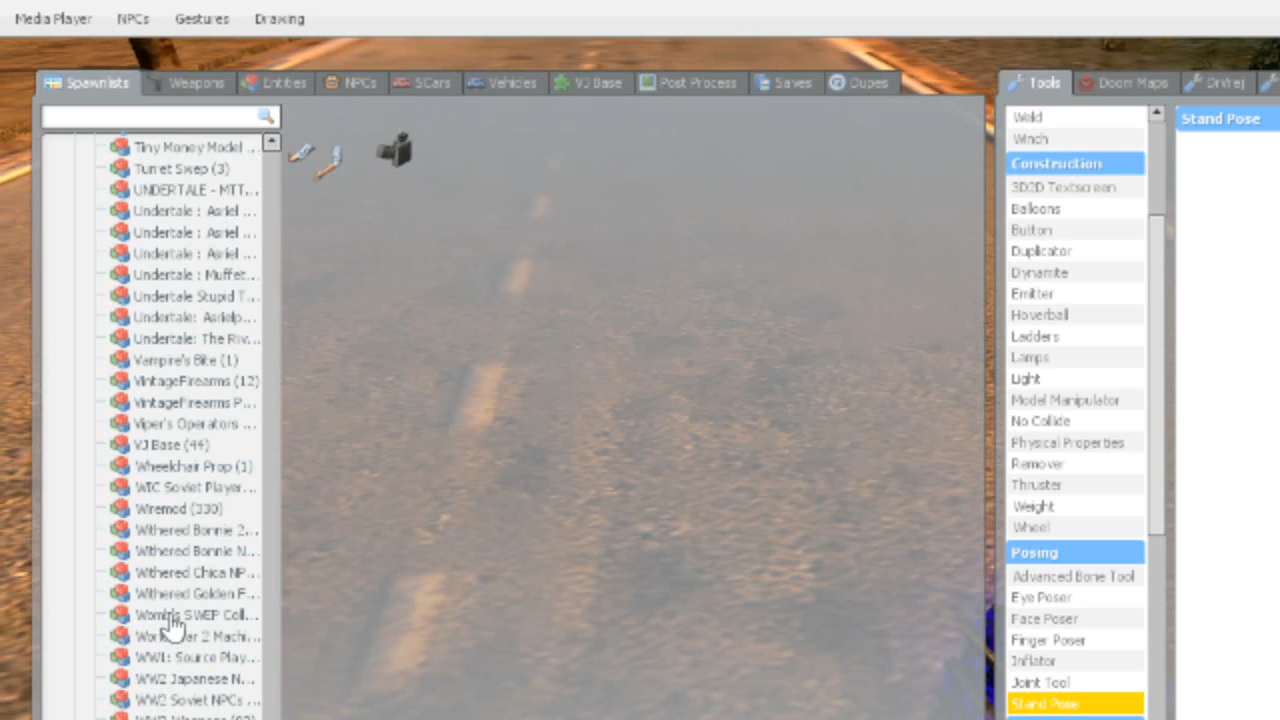 Media Player NPCs Gestures Drawing
Spawnlists Weapons Entities NPCs SCars Vehicles VJ Base Post Process Saves Dupes
Tiny Money Model ...
Turret Swep (3)
UNDERTALE - MTT...
Undertale : Asriel ...
Undertale : Asriel ...
Undertale : Asriel ...
Undertale : Muffet...
Undertale Stupid T...
Undertale: Asrielp...
Undertale: The Riv...
Vampire's Bite (1)
VintageFirearms (12)
VintageFirearms P...
Viper's Operators ...
VJ Base (44)
Wheelchair Prop (1)
WIC Soviet Player...
Wiremod (330)
Withered Bonnie 2...
Withered Bonnie N...
Withered Chica NP...
Withered Golden F...
SWEP Coll...
2 Machi...
WW1: Source Play...
WW2 Japanese N...
WW2 Soviet NPCs ...
Tools Doom Maps DrVrej
Weld
Winch
Construction
3D2D Textscreen
Balloons
Button
Duplicator
Dynamite
Emitter
Hoverball
Ladders
Lamps
Light
Model Manipulator
No Collide
Physical Properties
Remover
Thruster
Weight
Wheel
Posing
Advanced Bone Tool
Eye Poser
Face Poser
Finger Poser
Inflator
Joint Tool
Stand Pose
Stand Pose